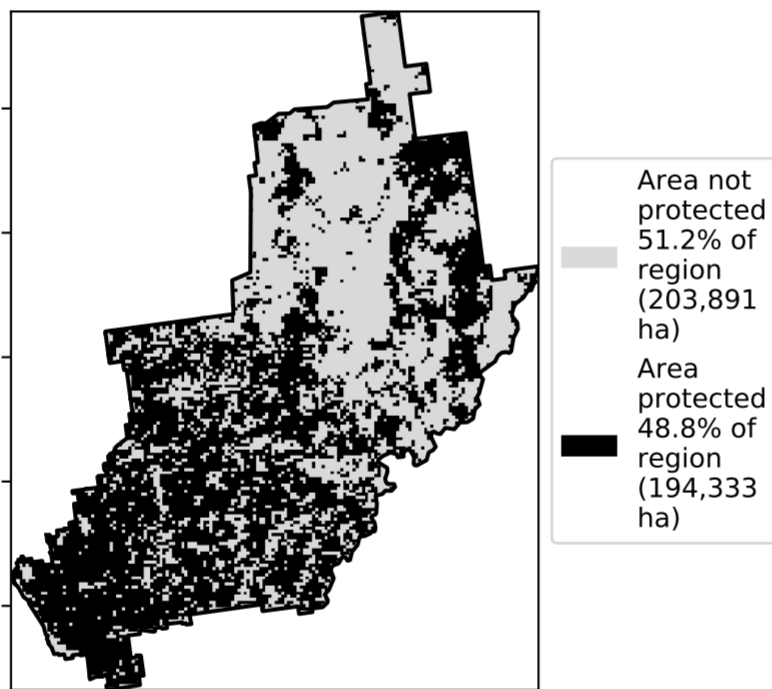 Area not
protected
51.2% of
region
(203,891
ha)
Area
protected
48.8% of
region
(194,333
ha)